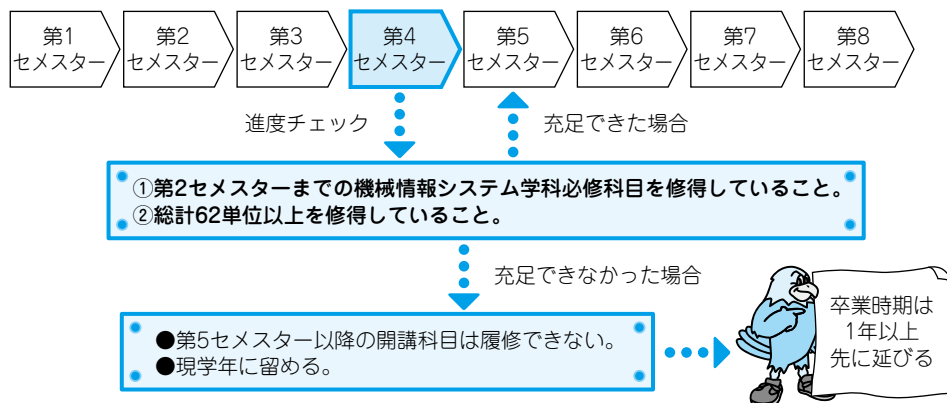 第1
セメスター
第2
セメスター
第3
セメスター
第4
セメスター
第5
セメスター
第6
セメスター
第7
セメスター
第8
セメスター
進度チェック
充足できた場合
①第2セメスターまでの機械情報システム学科必修科目を修得していること。
②総計62単位以上を修得していること。
充足できなかった場合
●第5セメスター以降の開講科目は履修できない。
●現学年に留める。
卒業時期は
1年以上
先に延びる